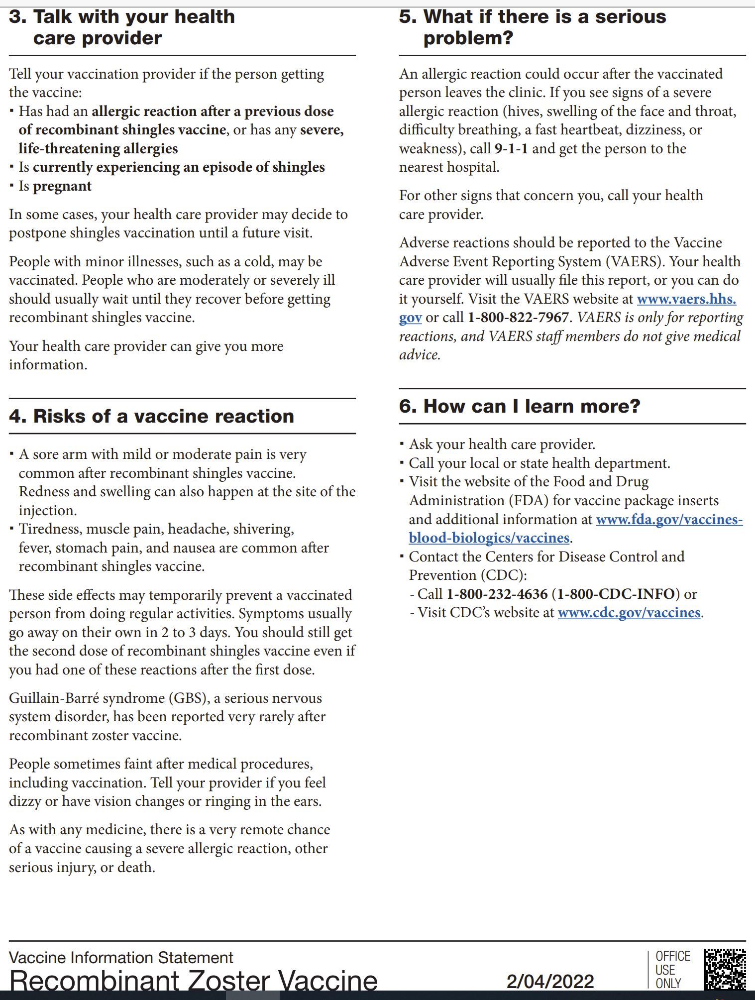 3. Talk with your health
care provider
Tell your vaccination provider if the person getting
the vaccine:
▪ Has had an allergic reaction after a previous dose
of recombinant shingles vaccine, or has any severe,
life-threatening allergies
▪ Is currently experiencing an episode of shingles
▪ Is pregnant
In some cases, your health care provider may decide to
postpone shingles vaccination until a future visit.
People with minor illnesses, such as a cold, may be
vaccinated. People who are moderately or severely ill
should usually wait until they recover before getting
recombinant shingles vaccine.
Your health care provider can give you more
information.
4. Risks of a vaccine reaction
▪ A sore arm with mild or moderate pain is very
common after recombinant shingles vaccine.
Redness and swelling can also happen at the site of the
injection.
▪ Tiredness, muscle pain, headache, shivering,
fever, stomach pain, and nausea are common after
recombinant shingles vaccine.
These side effects may temporarily prevent a vaccinated
person from doing regular activities. Symptoms usually
go away on their own in 2 to 3 days. You should still get
the second dose of recombinant shingles vaccine even if
you had one of these reactions after the first dose.
Guillain-Barré syndrome (GBS), a serious nervous
system disorder, has been reported very rarely after
recombinant zoster vaccine.
People sometimes faint after medical procedures,
including vaccination. Tell your provider if you feel
dizzy or have vision changes or ringing in the ears.
As with any medicine, there is a very remote chance
of a vaccine causing a severe allergic reaction, other
serious injury, or death.
5. What if there is a serious
problem?
An allergic reaction could occur after the vaccinated
person leaves the clinic. If you see signs of a severe
allergic reaction (hives, swelling of the face and throat,
difficulty breathing, a fast heartbeat, dizziness, or
weakness), call 9-1-1 and get the person to the
nearest hospital.
For other signs that concern you, call your health
care provider.
Adverse reactions should be reported to the Vaccine
Adverse Event Reporting System (VAERS). Your health
care provider will usually file this report, or you can do
it yourself. Visit the VAERS website at www.vaers.hhs.
gov or call 1-800-822-7967. VAERS is only for reporting
reactions, and VAERS staff members do not give medical
advice.
6. How can I learn more?
▪ Ask your health care provider.
▪ Call your local or state health department.
▪ Visit the website of the Food and Drug
Administration (FDA) for vaccine package inserts
and additional information at www.fda.gov/vaccines-
blood-biologics/vaccines.
▪ Contact the Centers for Disease Control and
Prevention (CDC):
- Call 1-800-232-4636 (1-800-CDC-INFO) or
- Visit CDC’s website at www.cdc.gov/vaccines.
Vaccine Information Statement
Recombinant Zoster Vaccine
2/04/2022
OFFICE
USE
ONLY